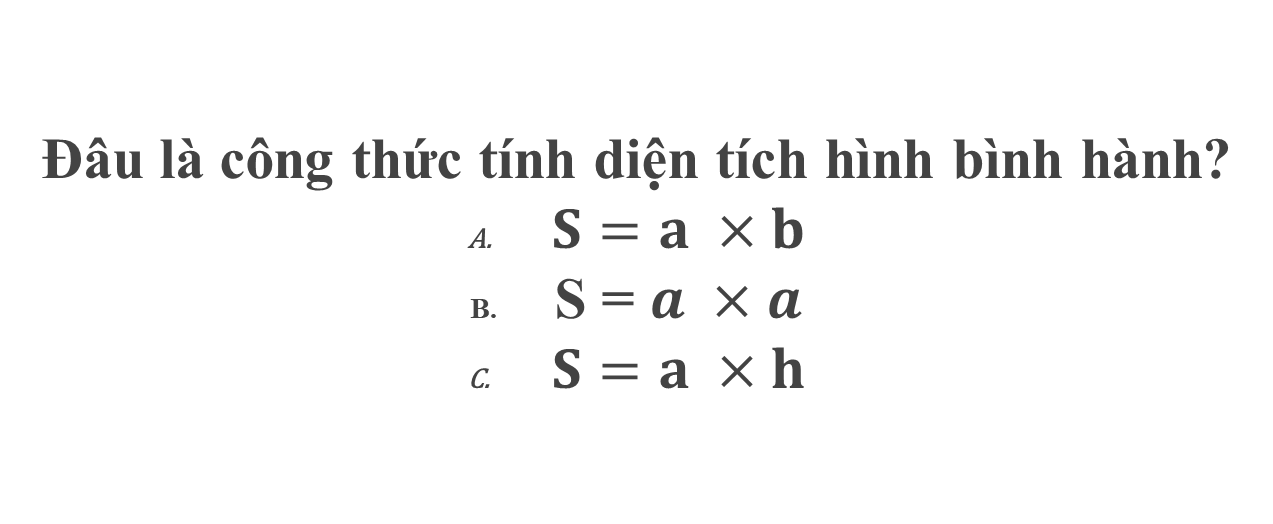 Đâu là công thức tính diện tích hình bình hành?
A. S = a × b
B. S = a × a
C. S = a × h